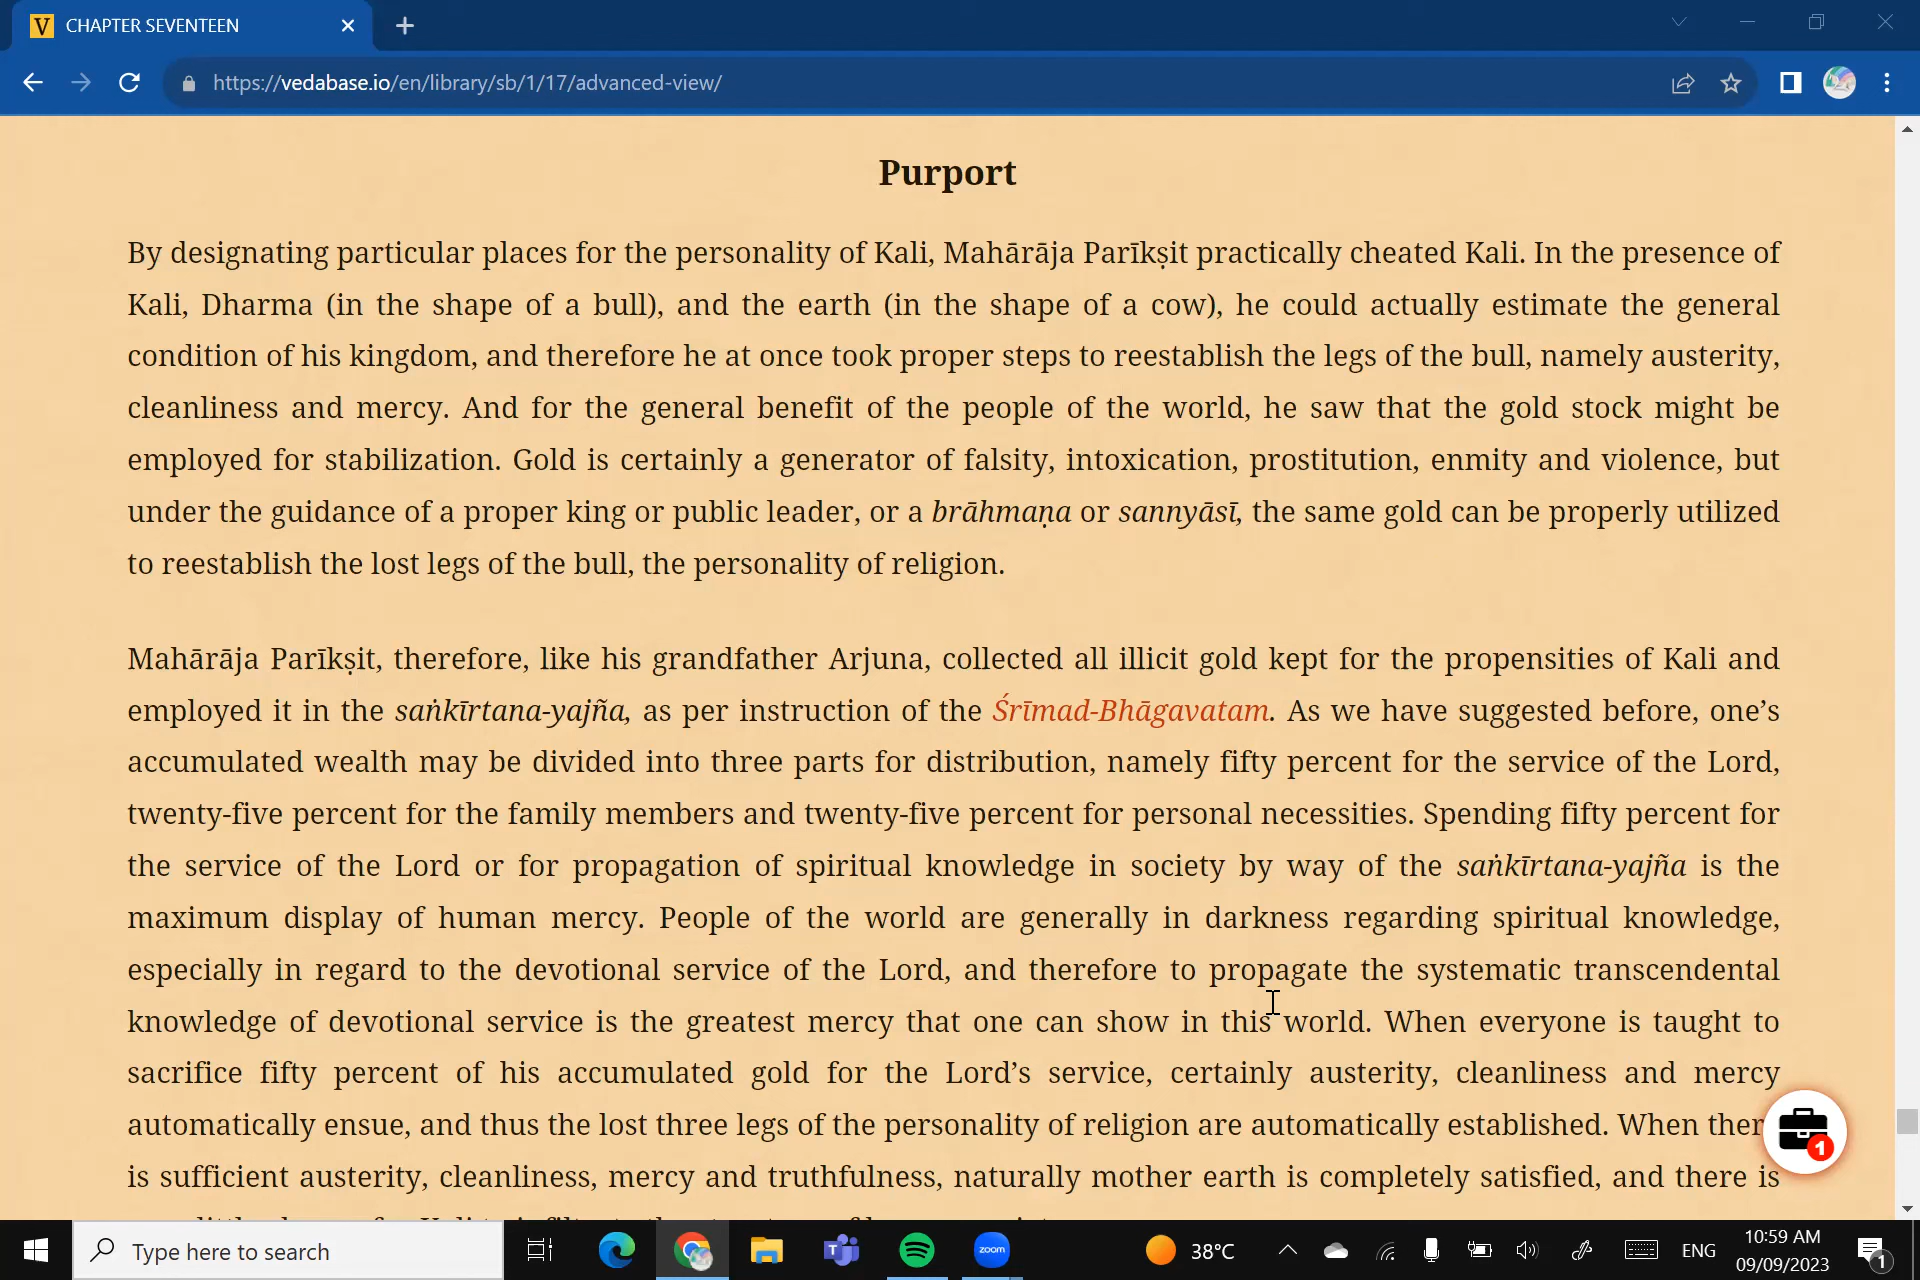 V CHAPTER SEVENTEEN
https://vedabase.io/en/library/sb/1/17/advanced-view/
Purport
By designating particular places for the personality of Kali, Mahārāja Parīkṣit practically cheated Kali. In the presence of
Kali, Dharma (in the shape of a bull), and the earth (in the shape of a cow), he could actually estimate the general
condition of his kingdom, and therefore he at once took proper steps to reestablish the legs of the bull, namely austerity,
cleanliness and mercy. And for the general benefit of the people of the world, he saw that the gold stock might be
employed for stabilization. Gold is certainly a generator of falsity, intoxication, prostitution, enmity and violence, but
under the guidance of a proper king or public leader, or a brāhmaṇa or sannyāsī, the same gold can be properly utilized
to reestablish the lost legs of the bull, the personality of religion.
Mahārāja Parīkṣit, therefore, like his grandfather Arjuna, collected all illicit gold kept for the propensities of Kali and
employed it in the saṅkīrtana-yajña, as per instruction of the Śrīmad-Bhāgavatam. As we have suggested before, one’s
accumulated wealth may be divided into three parts for distribution, namely fifty percent for the service of the Lord,
twenty-five percent for the family members and twenty-five percent for personal necessities. Spending fifty percent for
the service of the Lord or for propagation of spiritual knowledge in society by way of the saṅkīrtana-yajña is the
maximum display of human mercy. People of the world are generally in darkness regarding spiritual knowledge,
especially in regard to the devotional service of the Lord, and therefore to propagate the systematic transcendental
knowledge of devotional service is the greatest mercy that one can show in this world. When everyone is taught to
sacrifice fifty percent of his accumulated gold for the Lord’s service, certainly austerity, cleanliness and mercy
automatically ensue, and thus the lost three legs of the personality of religion are automatically established. When ther
is sufficient austerity, cleanliness, mercy and truthfulness, naturally mother earth is completely satisfied, and there is
1
Type here to search
zoom
38°C
ENG
10:59 AM
09/09/2023
1